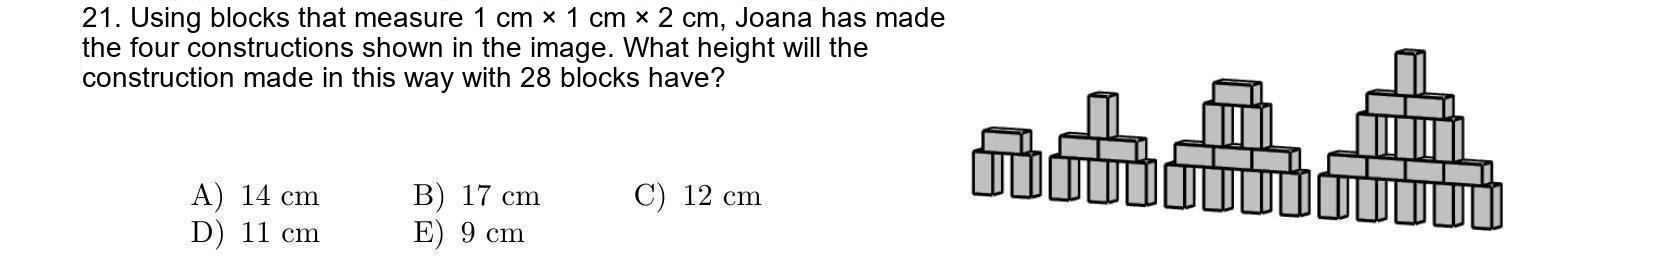 21. Using blocks that measure 1 cm × 1 cm × 2 cm, Joana has made
the four constructions shown in the image. What height will the
construction made in this way with 28 blocks have?
A) 14 cm B) 17 cm C) 12 cm
D) 11 cm E) 9 cm